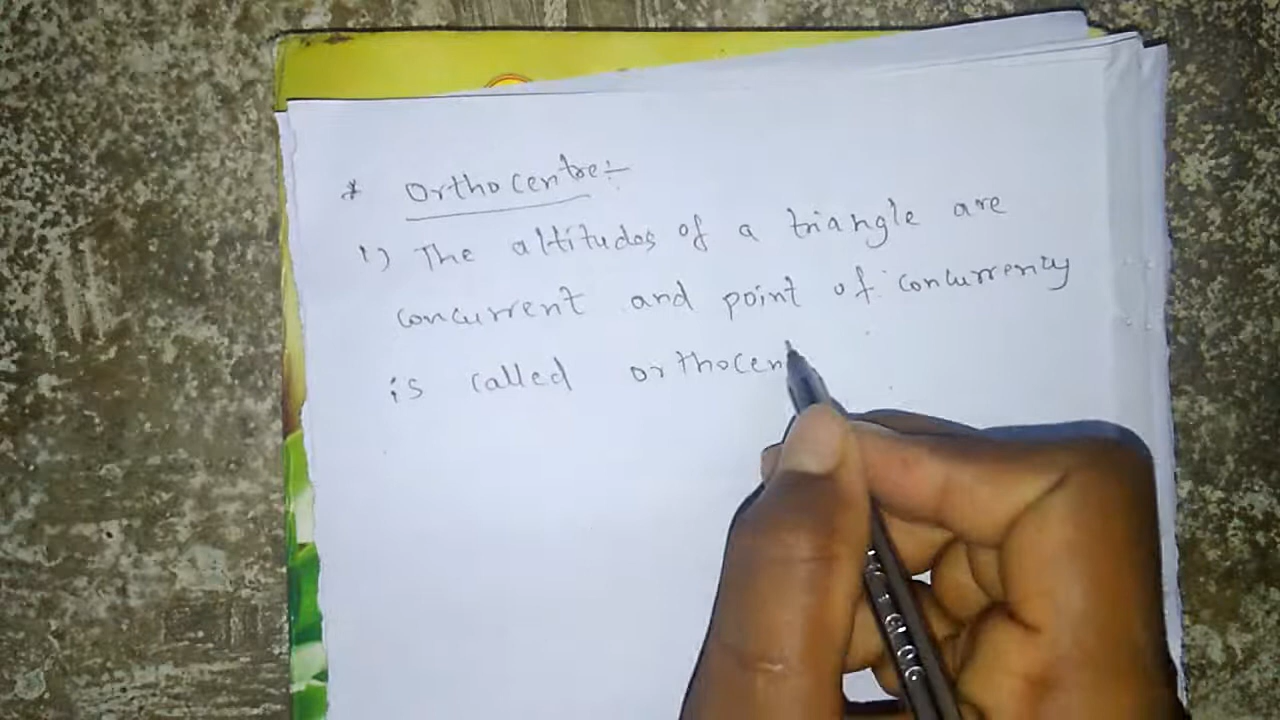 * Orthocentre:-
1) The altitudes of a triangle are
concurrent and point of concurrency
is called orthocen